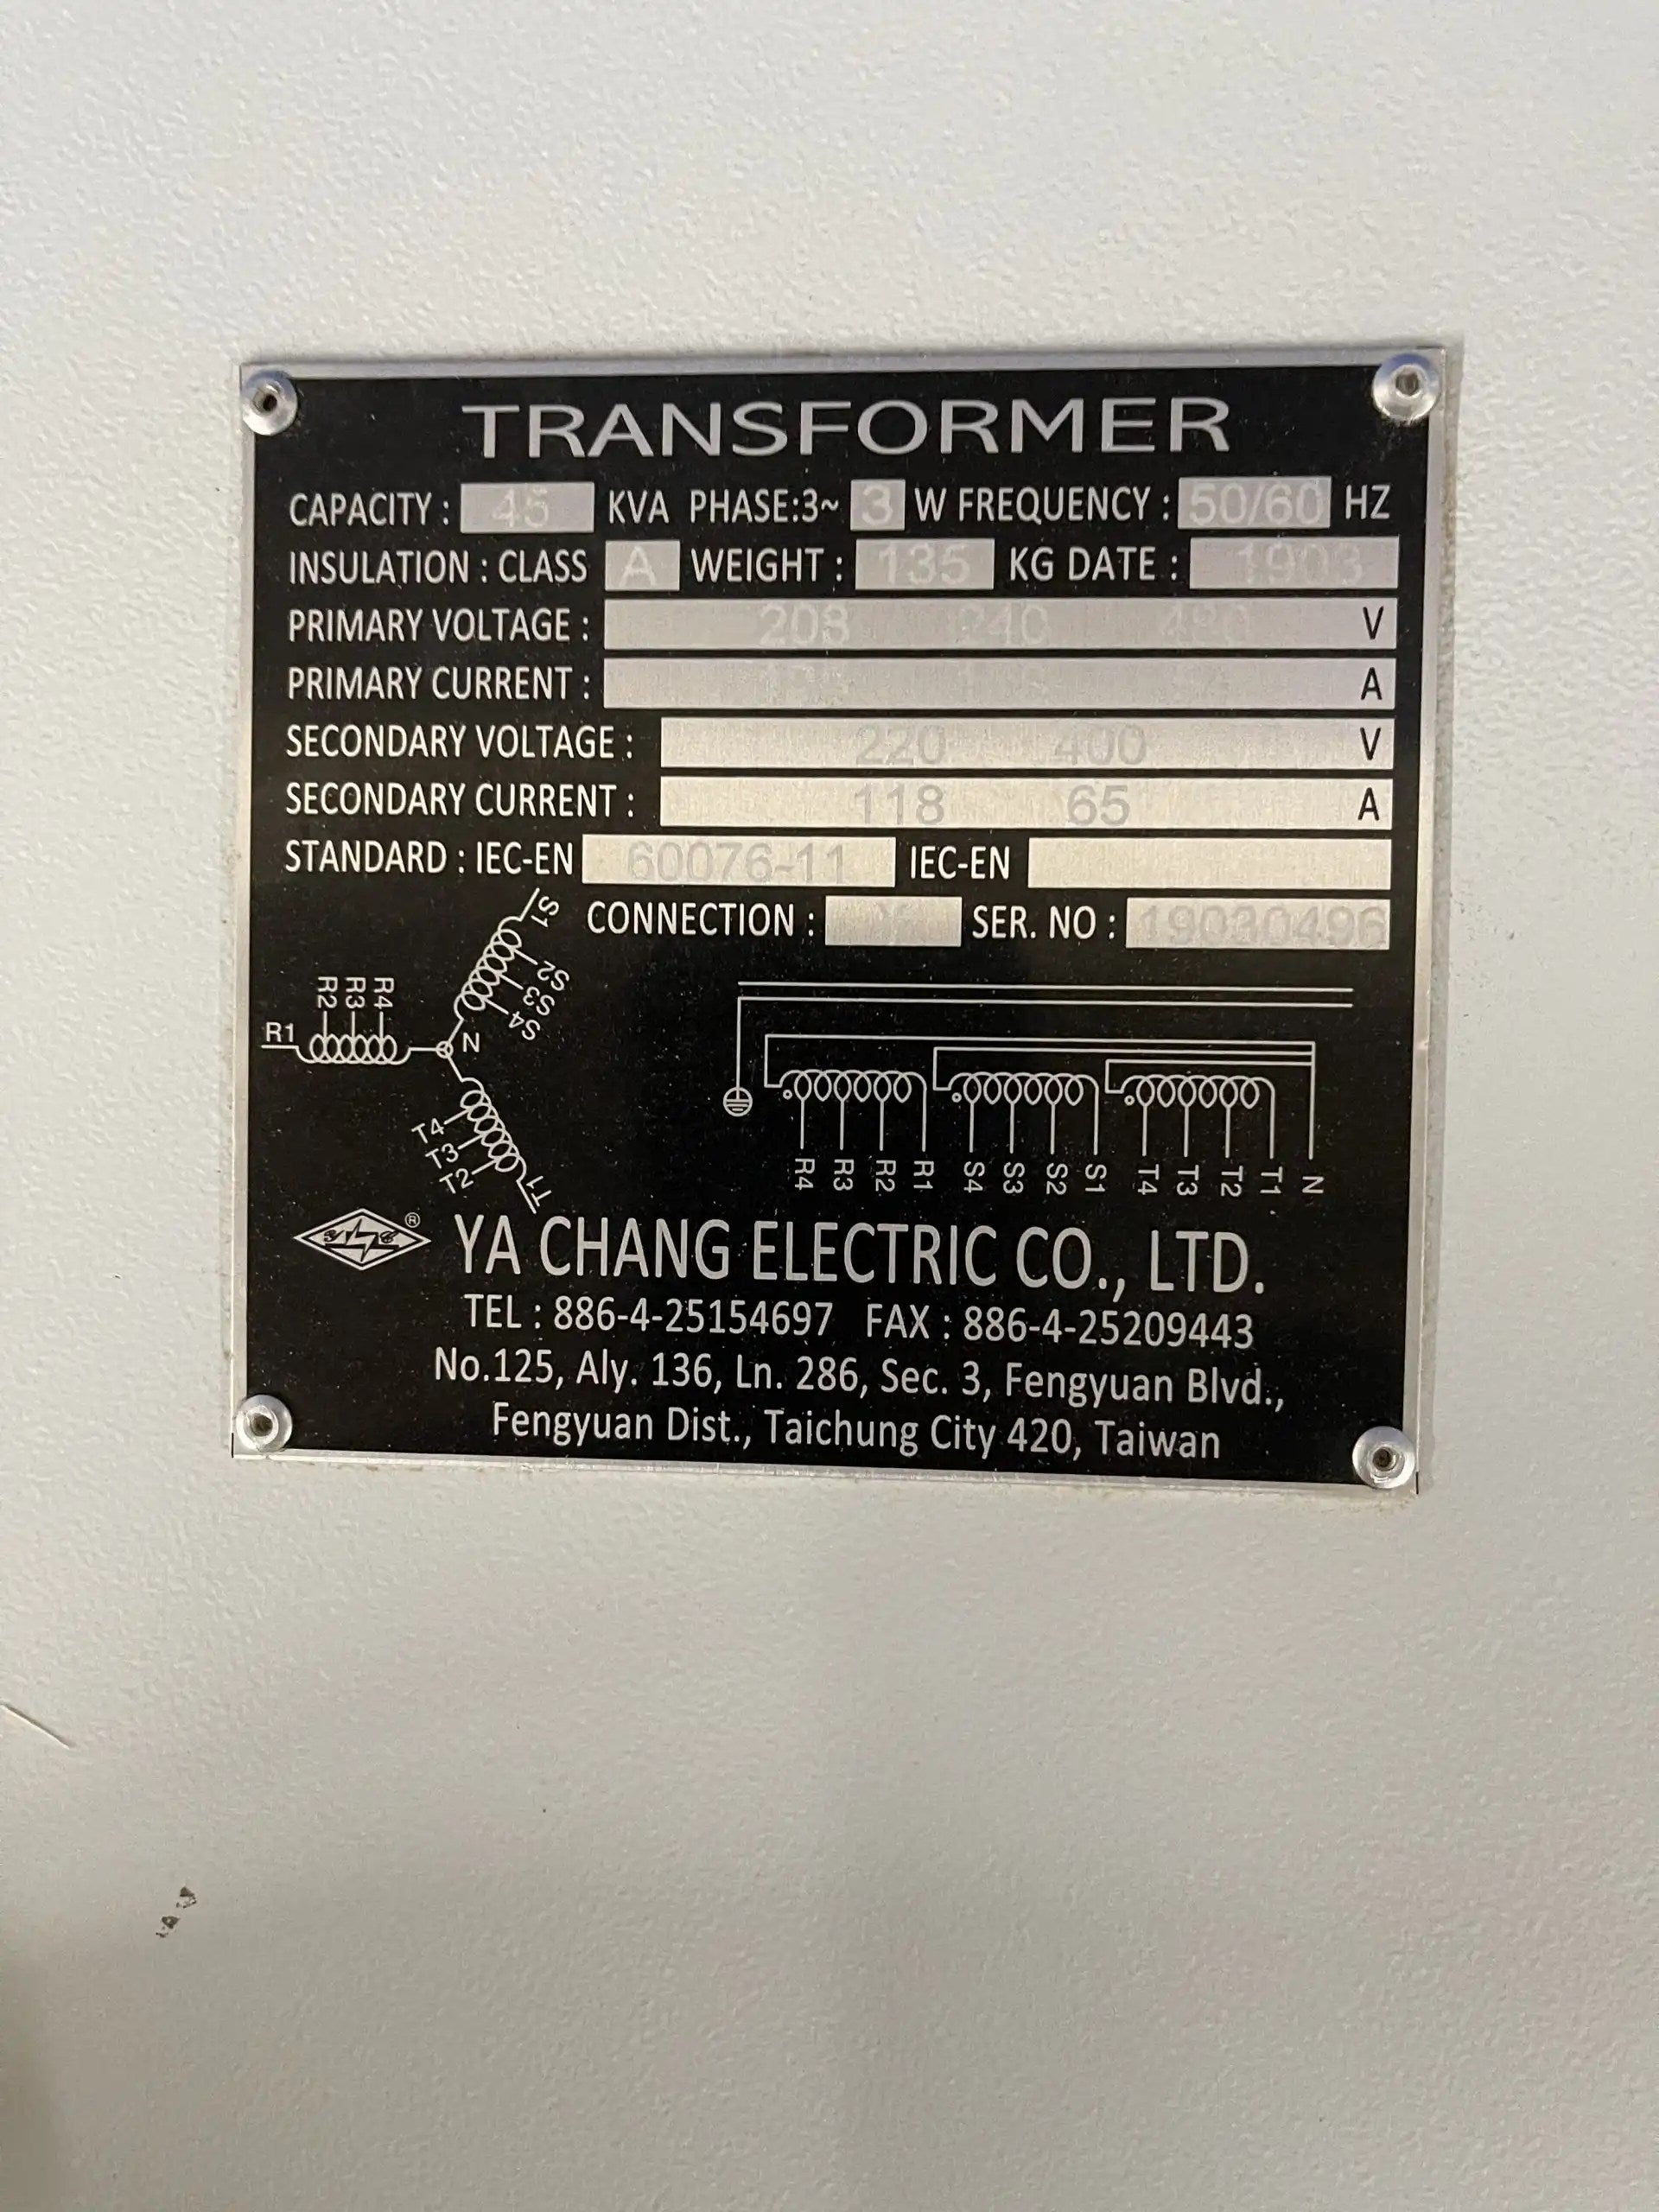 TRANSFORMER
CAPACITY : 45 KVA PHASE:3~ 3 W FREQUENCY : 50/60 HZ
INSULATION : CLASS A WEIGHT : 135 KG DATE : 1903
PRIMARY VOLTAGE : 208 240 480 V
PRIMARY CURRENT : A
SECONDARY VOLTAGE : 220 400 V
SECONDARY CURRENT : 118 65 A
STANDARD : IEC-EN 60076-11 IEC-EN
CONNECTION : SER. NO : 19030496
S1
S2
S3
S4
R2 R3 R4
R1
N
T4
T3
T2
T1
R4 R3 R2 R1 S4 S3 S2 S1 T4 T3 T2 T1 N
® YA CHANG ELECTRIC CO., LTD.
TEL : 886-4-25154697 FAX : 886-4-25209443
No.125, Aly. 136, Ln. 286, Sec. 3, Fengyuan Blvd.,
Fengyuan Dist., Taichung City 420, Taiwan